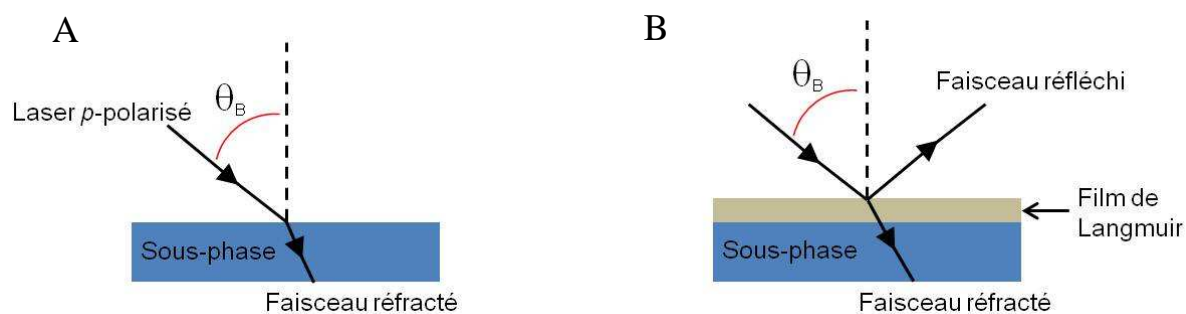 A
θB
Laser p-polarisé
Sous-phase
Faisceau réfracté
B
θB
Faisceau réfléchi
Film de
Langmuir
Sous-phase
Faisceau réfracté